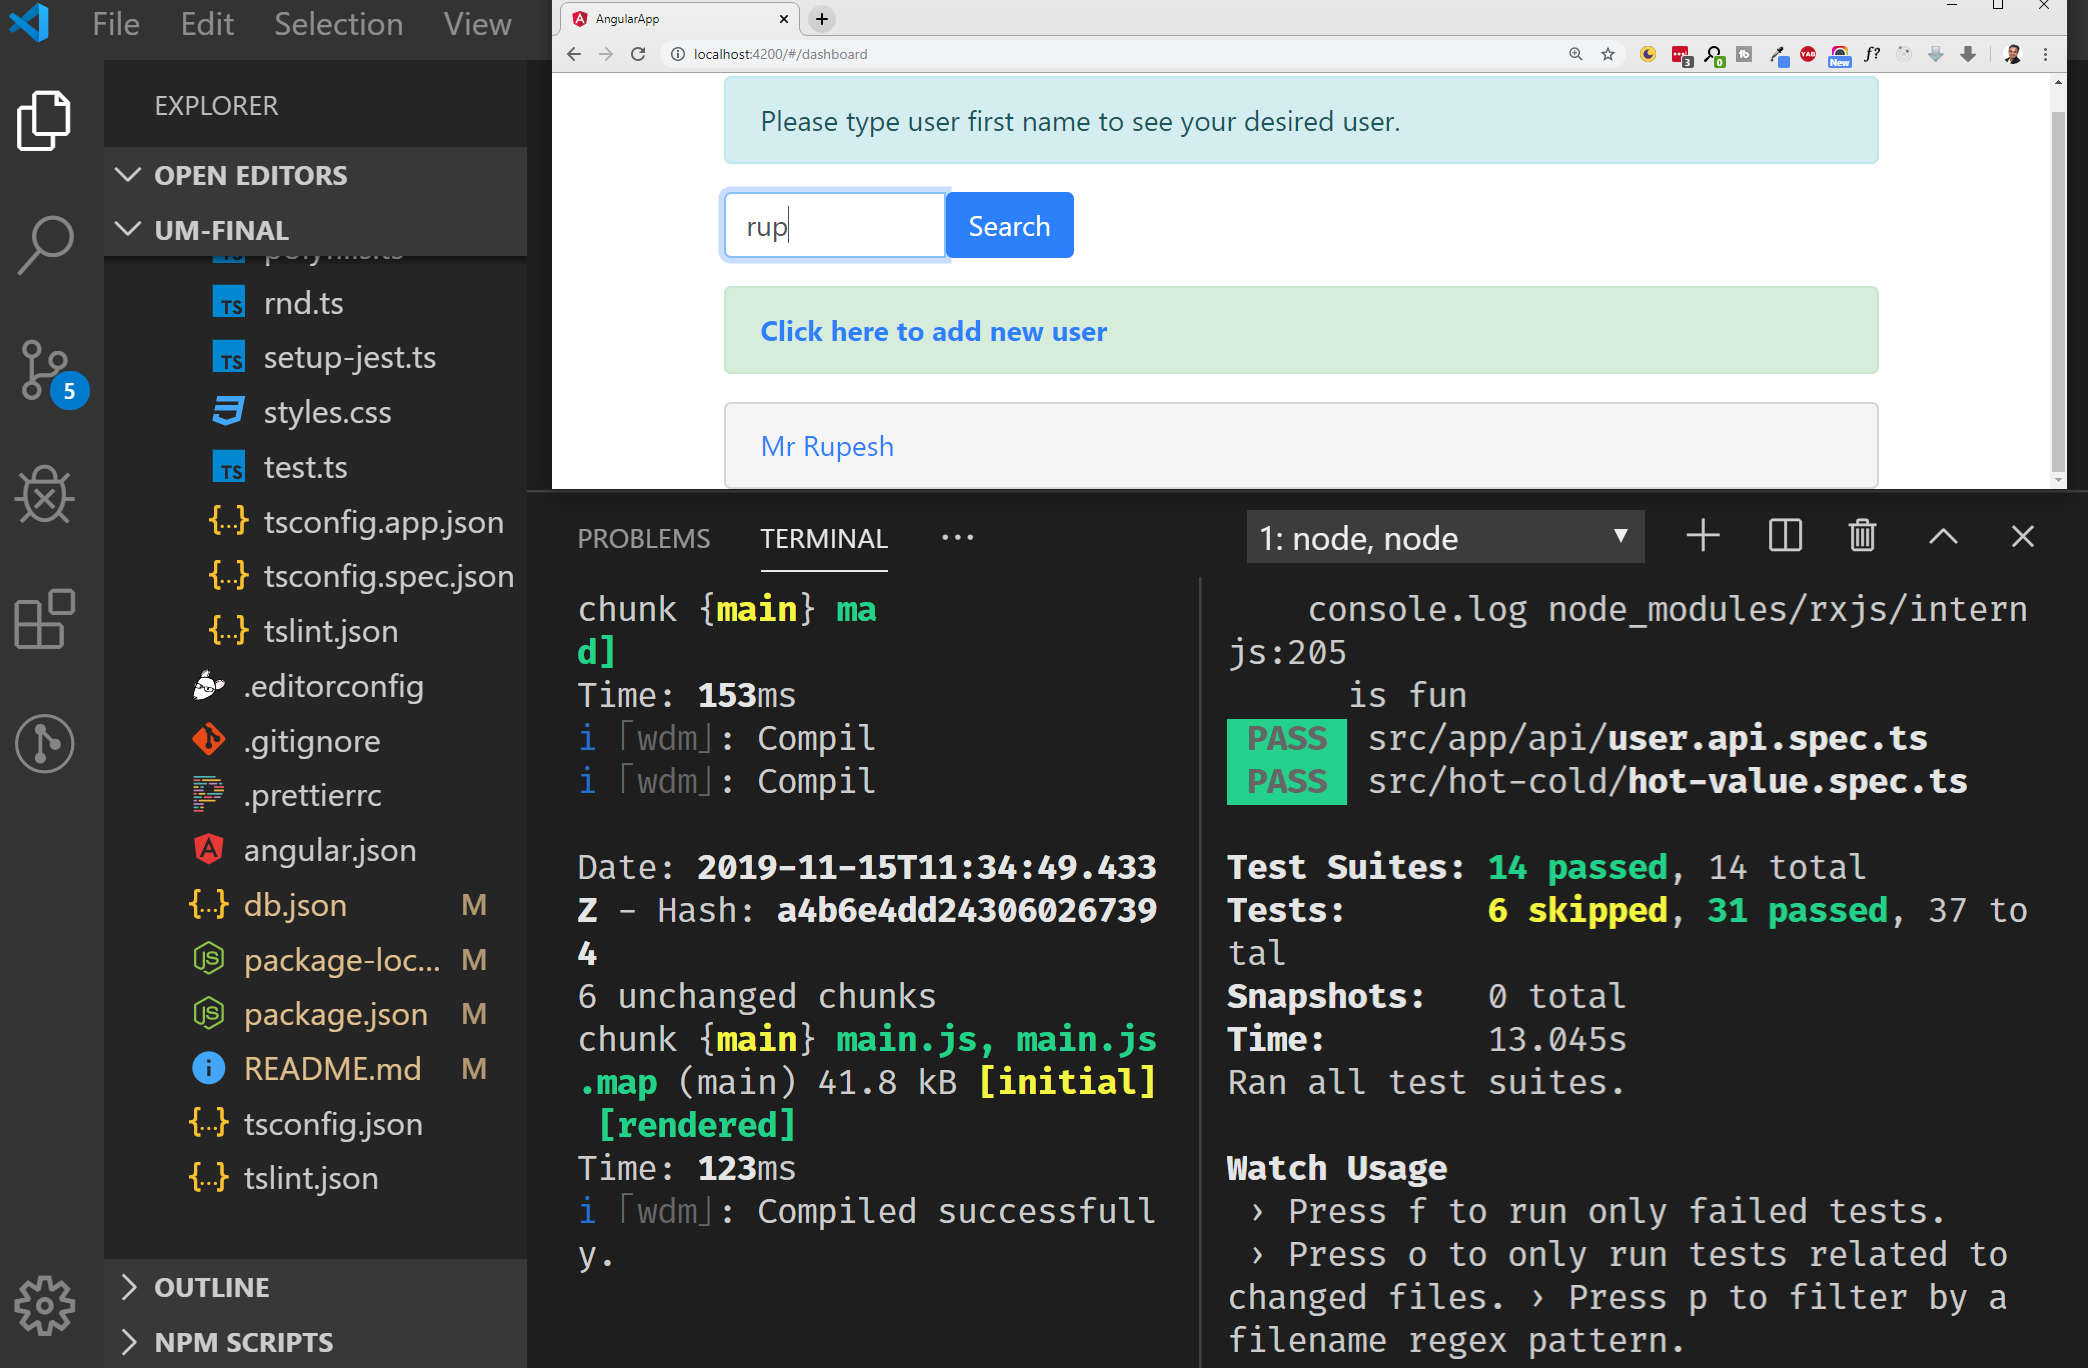 File Edit Selection View
EXPLORER
OPEN EDITORS
UM-FINAL
polyfills.ts
rnd.ts
setup-jest.ts
styles.css
test.ts
tsconfig.app.json
tsconfig.spec.json
tslint.json
.editorconfig
.gitignore
.prettierrc
angular.json
db.json M
package-loc... M
package.json M
README.md M
tsconfig.json
tslint.json
OUTLINE
NPM SCRIPTS
5
AngularApp
localhost:4200/#/dashboard
3 0 YAB New f?
Please type user first name to see your desired user.
rup Search
Click here to add new user
Mr Rupesh
PROBLEMS TERMINAL ...
1: node, node
chunk {main} ma
d]
Time: 153ms
i ｢wdm｣: Compil
i ｢wdm｣: Compil
Date: 2019-11-15T11:34:49.433
Z - Hash: a4b6e4dd24306026739
4
6 unchanged chunks
chunk {main} main.js, main.js
.map (main) 41.8 kB [initial]
[rendered]
Time: 123ms
i ｢wdm｣: Compiled successfull
y.
console.log node_modules/rxjs/intern
js:205
is fun
PASS src/app/api/user.api.spec.ts
PASS src/hot-cold/hot-value.spec.ts
Test Suites: 14 passed, 14 total
Tests: 6 skipped, 31 passed, 37 to
tal
Snapshots: 0 total
Time: 13.045s
Ran all test suites.
Watch Usage
› Press f to run only failed tests.
› Press o to only run tests related to
changed files. › Press p to filter by a
filename regex pattern.